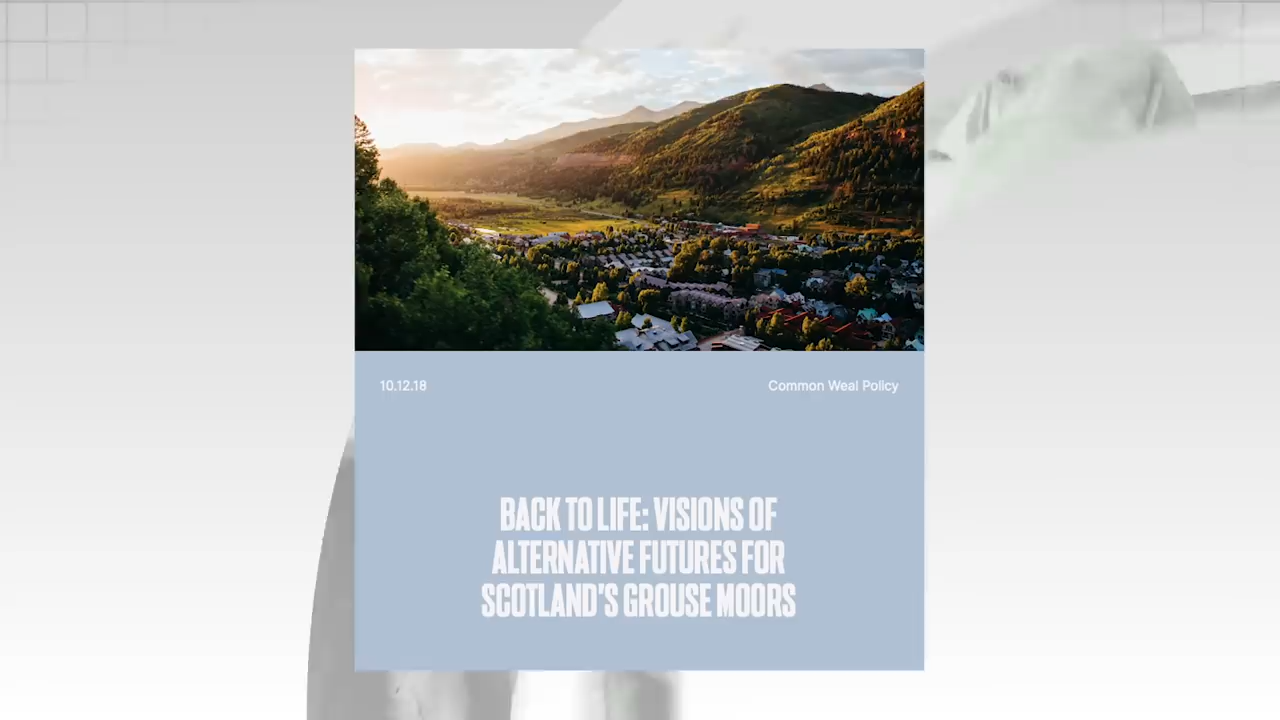 10.12.18
Common Weal Policy
BACK TO LIFE: VISIONS OF
ALTERNATIVE FUTURES FOR
SCOTLAND'S GROUSE MOORS